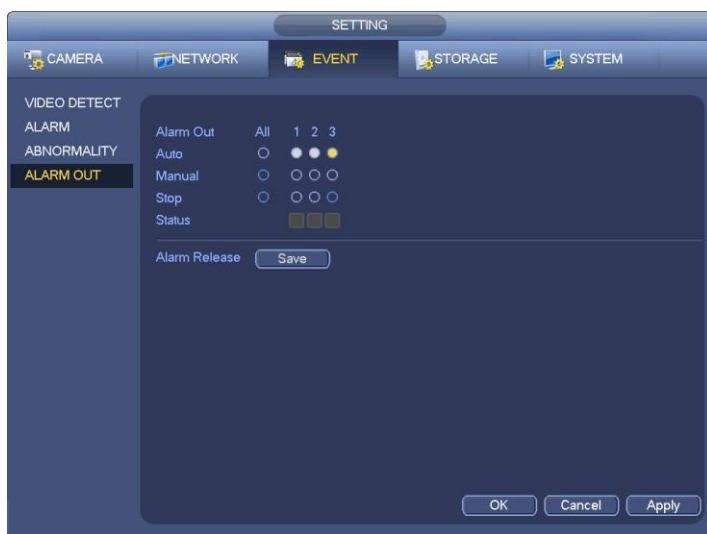 SETTING
CAMERA NETWORK EVENT STORAGE SYSTEM
VIDEO DETECT
ALARM
ABNORMALITY
ALARM OUT
Alarm Out All 1 2 3
Auto
Manual
Stop
Status
Alarm Release Save
OK Cancel Apply